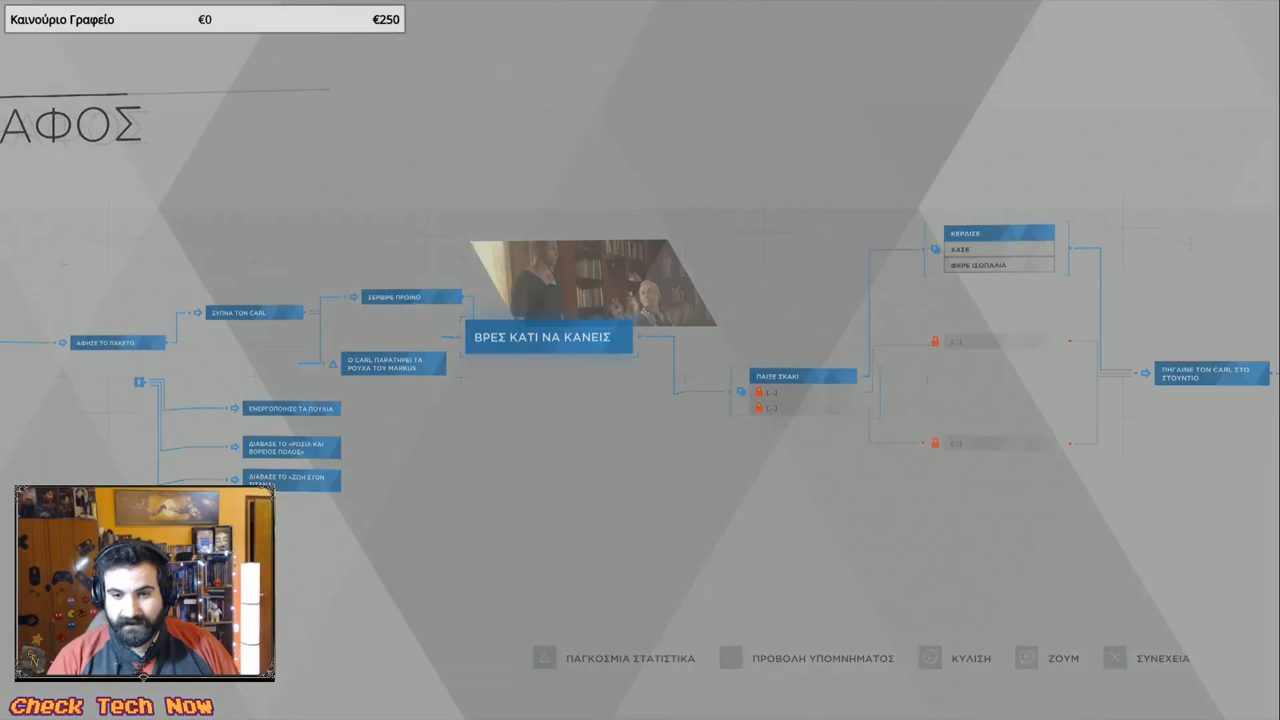 Καινούριο Γραφείο €0 €250
ΑΦΟΣ
ΚΕΡΔΙΣΕ
ΧΑΣΕ
ΦΕΡΕ ΙΣΟΠΑΛΙΑ
ΣΕΡΒΙΡΕ ΠΡΩΙΝΟ
ΞΥΠΝΑ ΤΟΝ CARL
ΑΦΗΣΕ ΤΟ ΠΑΚΕΤΟ
ΒΡΕΣ ΚΑΤΙ ΝΑ ΚΑΝΕΙΣ
[...]
Ο CARL ΠΑΡΑΤΗΡΕΙ ΤΑ
ΡΟΥΧΑ ΤΟΥ MARKUS
ΠΑΙΞΕ ΣΚΑΚΙ
[...]
[...]
ΠΗΓΑΙΝΕ ΤΟΝ CARL ΣΤΟ
ΣΤΟΥΝΤΙΟ
ΕΝΕΡΓΟΠΟΙΗΣΕ ΤΑ ΠΟΥΛΙΑ
ΔΙΑΒΑΣΕ ΤΟ «ΡΩΣΙΑ ΚΑΙ
ΒΟΡΕΙΟΣ ΠΟΛΟΣ»
[...]
ΔΙΑΒΑΣΕ ΤΟ «ΖΩΗ ΣΤΟΝ
ΠΑΓΚΟΣΜΙΑ ΣΤΑΤΙΣΤΙΚΑ
ΠΡΟΒΟΛΗ ΥΠΟΜΝΗΜΑΤΟΣ
ΚΥΛΙΣΗ
ΖΟΥΜ
ΣΥΝΕΧΕΙΑ
Check Tech Now